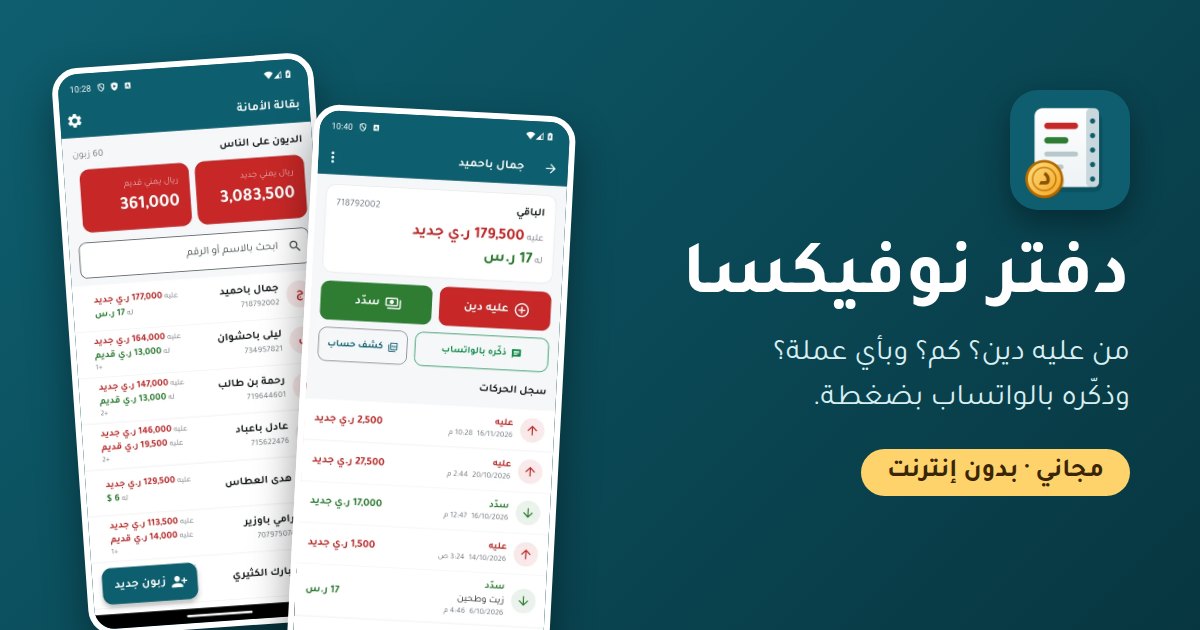 دفتر نوفيكسا
من عليه دين؟ كم؟ وبأي عملة؟
وذكّره بالواتساب بضغطة.
مجاني · بدون إنترنت
10:40
جمال باحميد
الباقي 718792002
عليه 179,500 ر.ي جديد
له 17 ر.س
عليه دين
سدّد
ذكّره بالواتساب
كشف حساب
سجل الحركات
عليه 2,500 ر.ي جديد
16/11/2026 10:28 م
عليه 27,500 ر.ي جديد
20/10/2026 2:44 م
سدّد 17,000 ر.ي جديد
16/10/2026 12:47 م
عليه 1,500 ر.ي جديد
14/10/2026 3:24 ص
سدّد 17 ر.س
زيت وطحين
6/10/2026 4:46 م
10:28
بقالة الأمانة
الديون على الناس 60 زبون
ريال يمني جديد
3,083,500
ريال يمني قديم
361,000
ابحث بالاسم أو الرقم
جمال باحميد عليه 177,000 ر.ي جديد
718792002 له 17 ر.س
ليلى باحشوان عليه 164,000 ر.ي جديد
734957821 له 13,000 ر.ي قديم
+1
رحمة بن طالب عليه 147,000 ر.ي جديد
719644601 له 13,000 ر.ي قديم
+2
عادل باعباد عليه 146,000 ر.ي جديد
715622476 عليه 19,500 ر.ي قديم
+2
هدى العطاس عليه 129,500 ر.ي جديد
له 6 $
رامي باوزير عليه 113,500 ر.ي جديد
عليه 14,000 ر.ي قديم
+1
الكثيري
زبون جديد